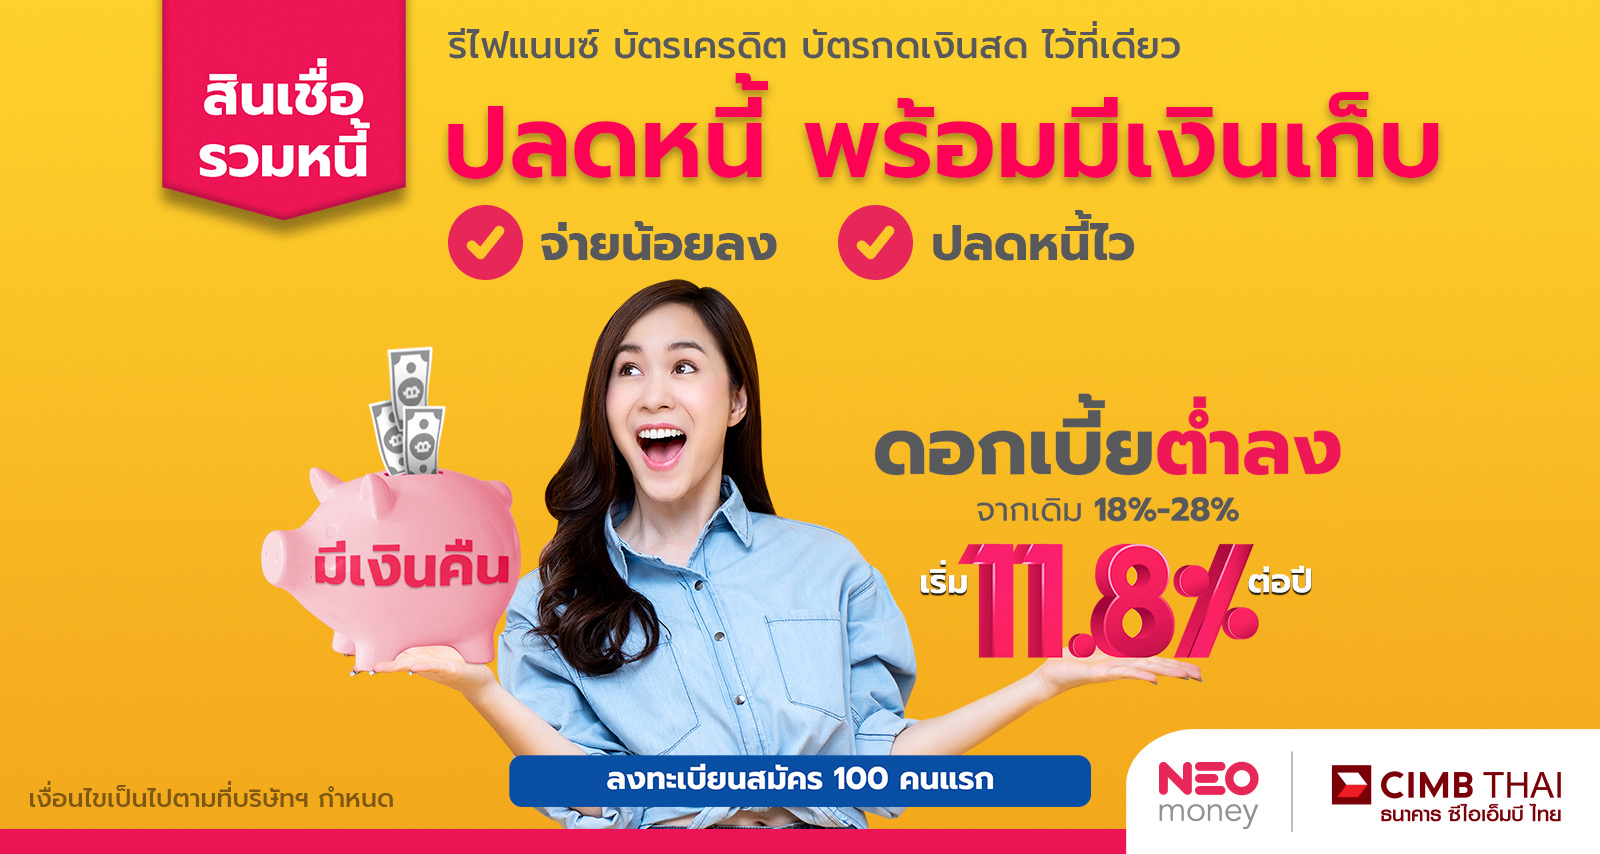 สินเชื่อ
รวมหนี้
รีไฟแนนซ์ บัตรเครดิต บัตรกดเงินสด ไว้ที่เดียว
ปลดหนี้ พร้อมมีเงินเก็บ
จ่ายน้อยลง
ปลดหนี้ไว
มีเงินคืน
ดอกเบี้ยต่ำลง
จากเดิม 18%-28%
เริ่ม 11.8% ต่อปี
ลงทะเบียนสมัคร 100 คนแรก
เงื่อนไขเป็นไปตามที่บริษัทฯ กำหนด
NEO
money
CIMB THAI
ธนาคาร ซีไอเอ็มบี ไทย